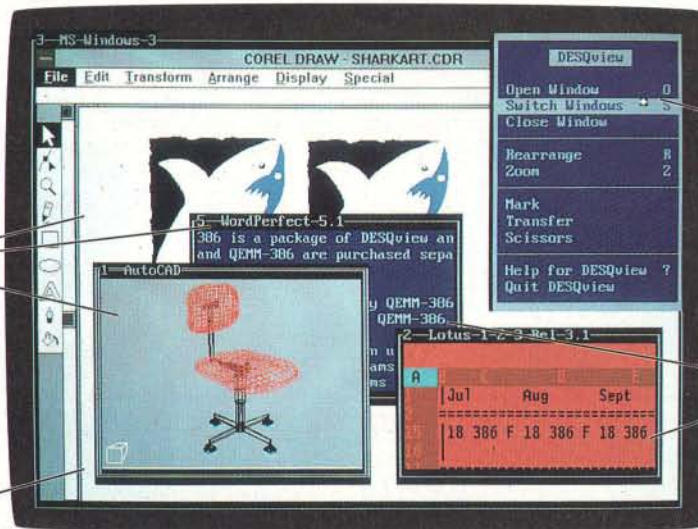 3-MS-Windows-3
COREL DRAW - SHARKART.CDR
File Edit Transform Arrange Display Special
DESQview
Open Window O
Switch Windows S
Close Window
Rearrange R
Zoom Z
Mark
Transfer
Scissors
Help for DESQview ?
Quit DESQview
5-WordPerfect-5.1
386 is a package of DESQview an
and QEMM-386 are purchased sepa
y QEMM-386
QEMM-386
n u
ams
ms
1-AutoCAD
2-Lotus-1-2-3 Rel-3.1
A
Jul Aug Sept
18 386 F 18 386 F 18 386